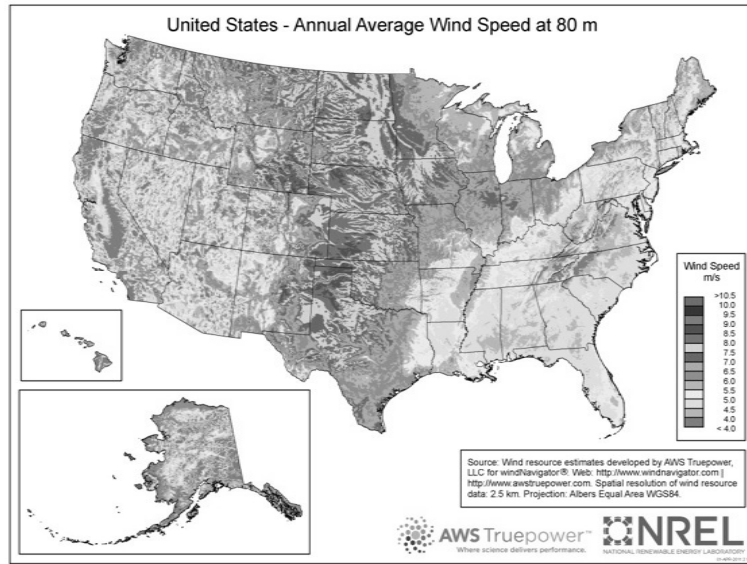 United States - Annual Average Wind Speed at 80 m
Wind Speed
m/s
>10.5
10.0
9.5
9.0
8.5
8.0
7.5
7.0
6.5
6.0
5.5
5.0
4.5
4.0
< 4.0
Source: Wind resource estimates developed by AWS Truepower,
LLC for windNavigator®. Web: http://www.windnavigator.com |
http://www.awstruepower.com. Spatial resolution of wind resource
data: 2.5 km. Projection: Albers Equal Area WGS84.
AWS Truepower™
Where science delivers performance.
NREL
NATIONAL RENEWABLE ENERGY LABORATORY